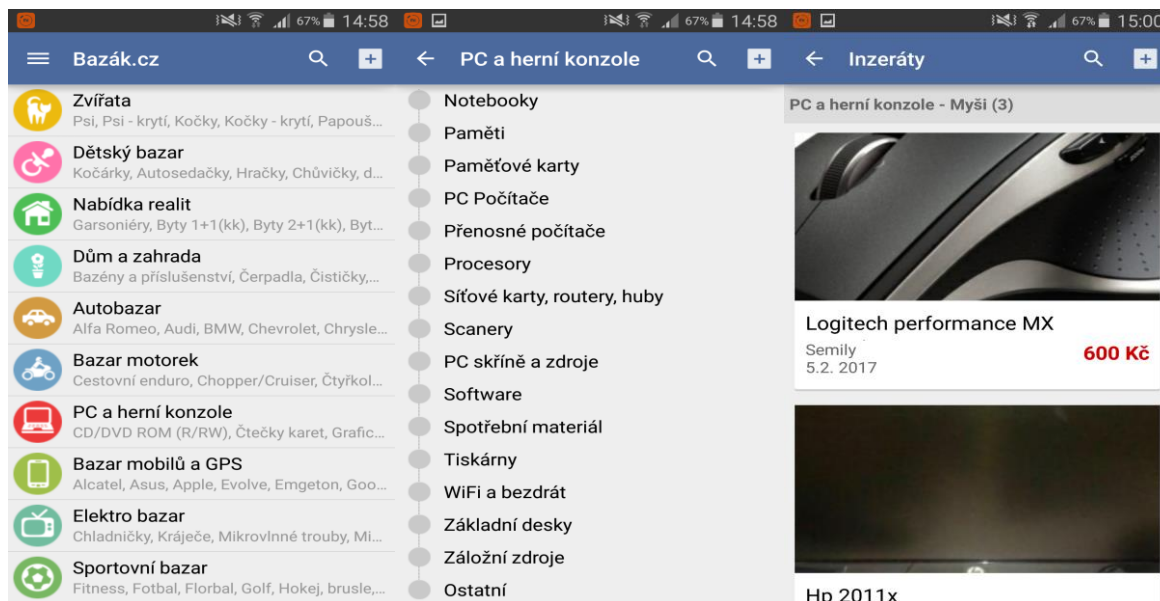 67% 14:58
Bazák.cz
Zvířata
Psi, Psi - krytí, Kočky, Kočky - krytí, Papouš...
Dětský bazar
Kočárky, Autosedačky, Hračky, Chůvičky, d...
Nabídka realit
Garsoniéry, Byty 1+1(kk), Byty 2+1(kk), Byt...
Dům a zahrada
Bazény a příslušenství, Čerpadla, Čističky,...
Autobazar
Alfa Romeo, Audi, BMW, Chevrolet, Chrysle...
Bazar motorek
Cestovní enduro, Chopper/Cruiser, Čtyřkol...
PC a herní konzole
CD/DVD ROM (R/RW), Čtečky karet, Grafic...
Bazar mobilů a GPS
Alcatel, Asus, Apple, Evolve, Emgeton, Goo...
Elektro bazar
Chladničky, Kráječe, Mikrovlnné trouby, Mi...
Sportovní bazar
Fitness, Fotbal, Florbal, Golf, Hokej, brusle,...
67% 14:58
PC a herní konzole
Notebooky
Paměti
Paměťové karty
PC Počítače
Přenosné počítače
Procesory
Síťové karty, routery, huby
Scanery
PC skříně a zdroje
Software
Spotřební materiál
Tiskárny
WiFi a bezdrát
Základní desky
Záložní zdroje
Ostatní
67% 15:00
Inzeráty
PC a herní konzole - Myši (3)
Logitech performance MX
Semily
600 Kč
5.2. 2017
Hp 2011x